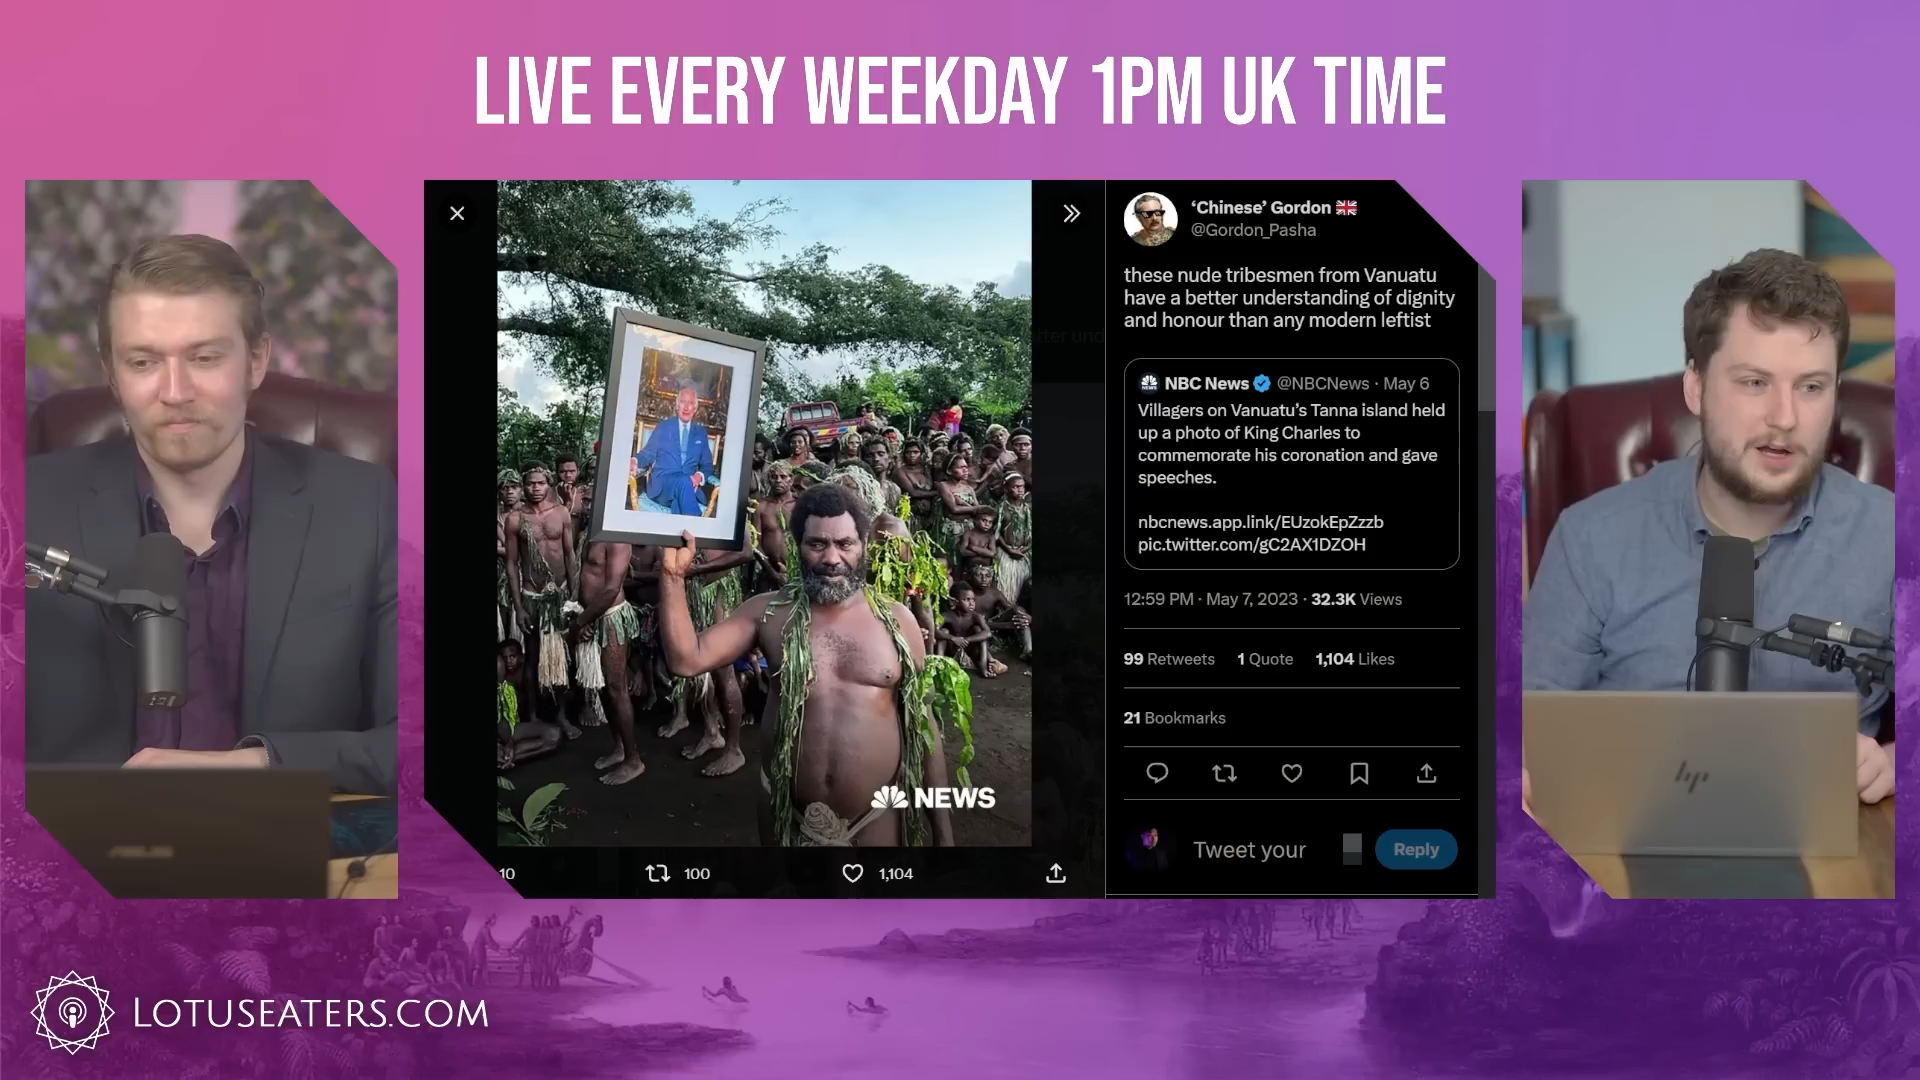 LIVE EVERY WEEKDAY 1PM UK TIME
'Chinese' Gordon
@Gordon_Pasha
these nude tribesmen from Vanuatu
have a better understanding of dignity
and honour than any modern leftist
NBC News @NBCNews · May 6
Villagers on Vanuatu's Tanna island held
up a photo of King Charles to
commemorate his coronation and gave
speeches.
nbcnews.app.link/EUzokEpZzzb
pic.twitter.com/gC2AX1DZOH
12:59 PM · May 7, 2023 · 32.3K Views
99 Retweets 1 Quote 1,104 Likes
21 Bookmarks
Tweet your
Reply
NEWS
10 100 1,104
hp
LOTUSEATERS.COM